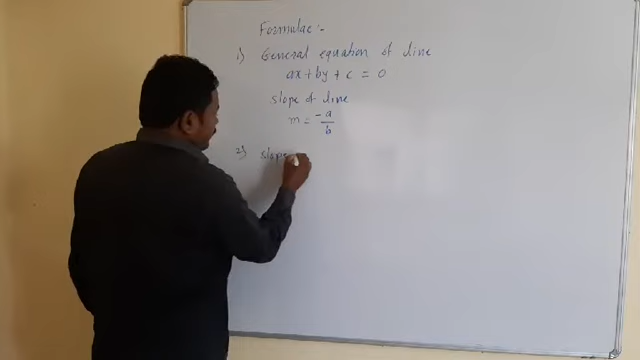 Formulae :-
1) General equation of line
ax + by + c = 0
slope of line
m = -a/b
2) slope